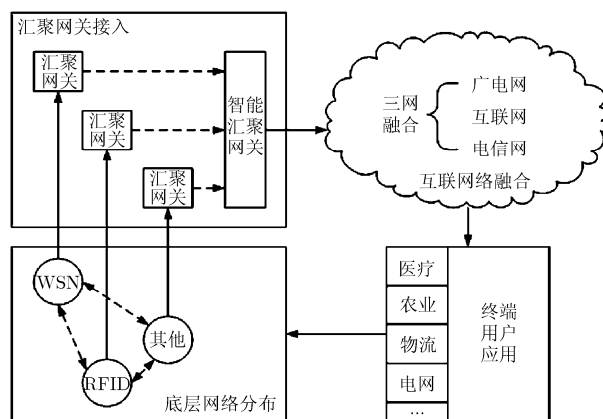 汇聚网关接入
汇聚
网关
汇聚
网关
汇聚
网关
智能
汇聚
网关
三网
融合
广电网
互联网
电信网
互联网络融合
WSN
其他
RFID
底层网络分布
医疗
农业
物流
电网
…
终端
用户
应用